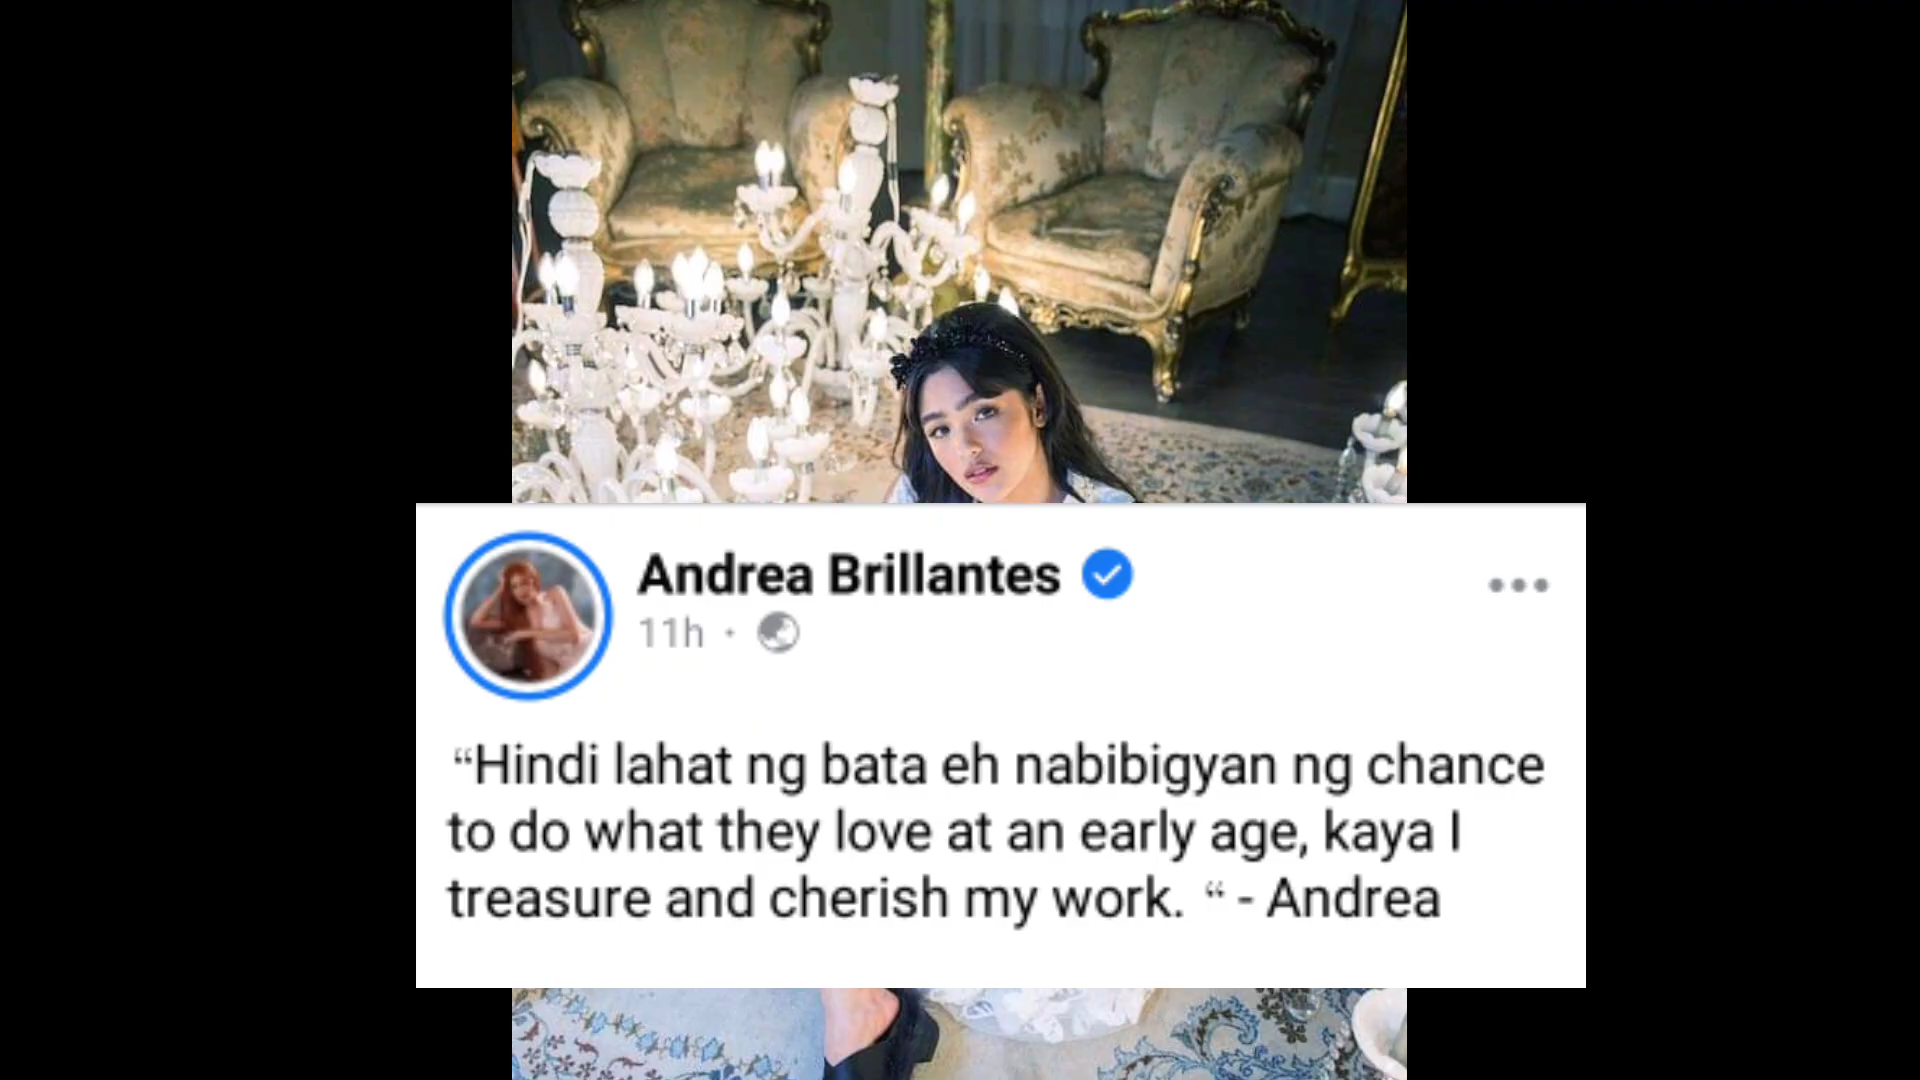 Andrea Brillantes
11h
“Hindi lahat ng bata eh nabibigyan ng chance
to do what they love at an early age, kaya I
treasure and cherish my work. “ - Andrea